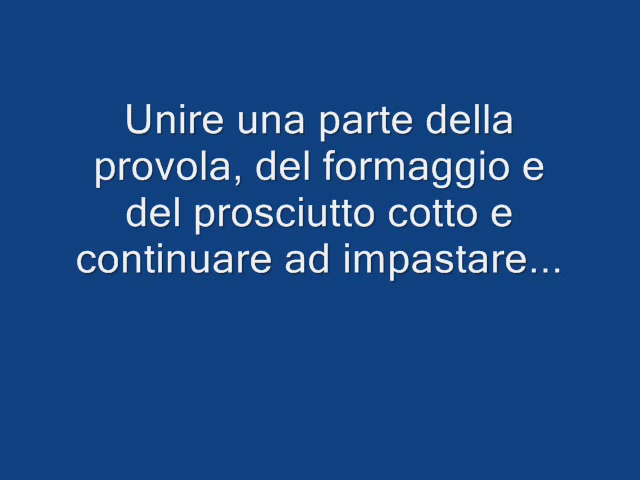 Unire una parte della
provola, del formaggio e
del prosciutto cotto e
continuare ad impastare...